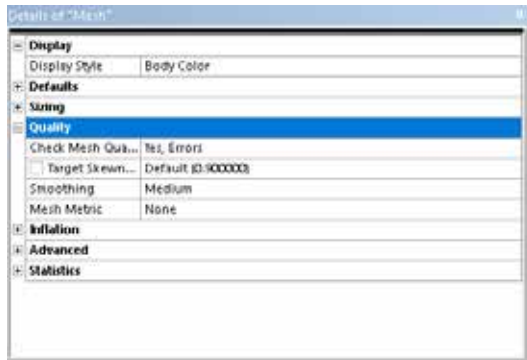 Details of "Mesh"
Display
Display Style Body Color
Defaults
Sizing
Quality
Check Mesh Qua... Yes, Errors
Target Skewn... Default (0.900000)
Smoothing Medium
Mesh Metric None
Inflation
Advanced
Statistics